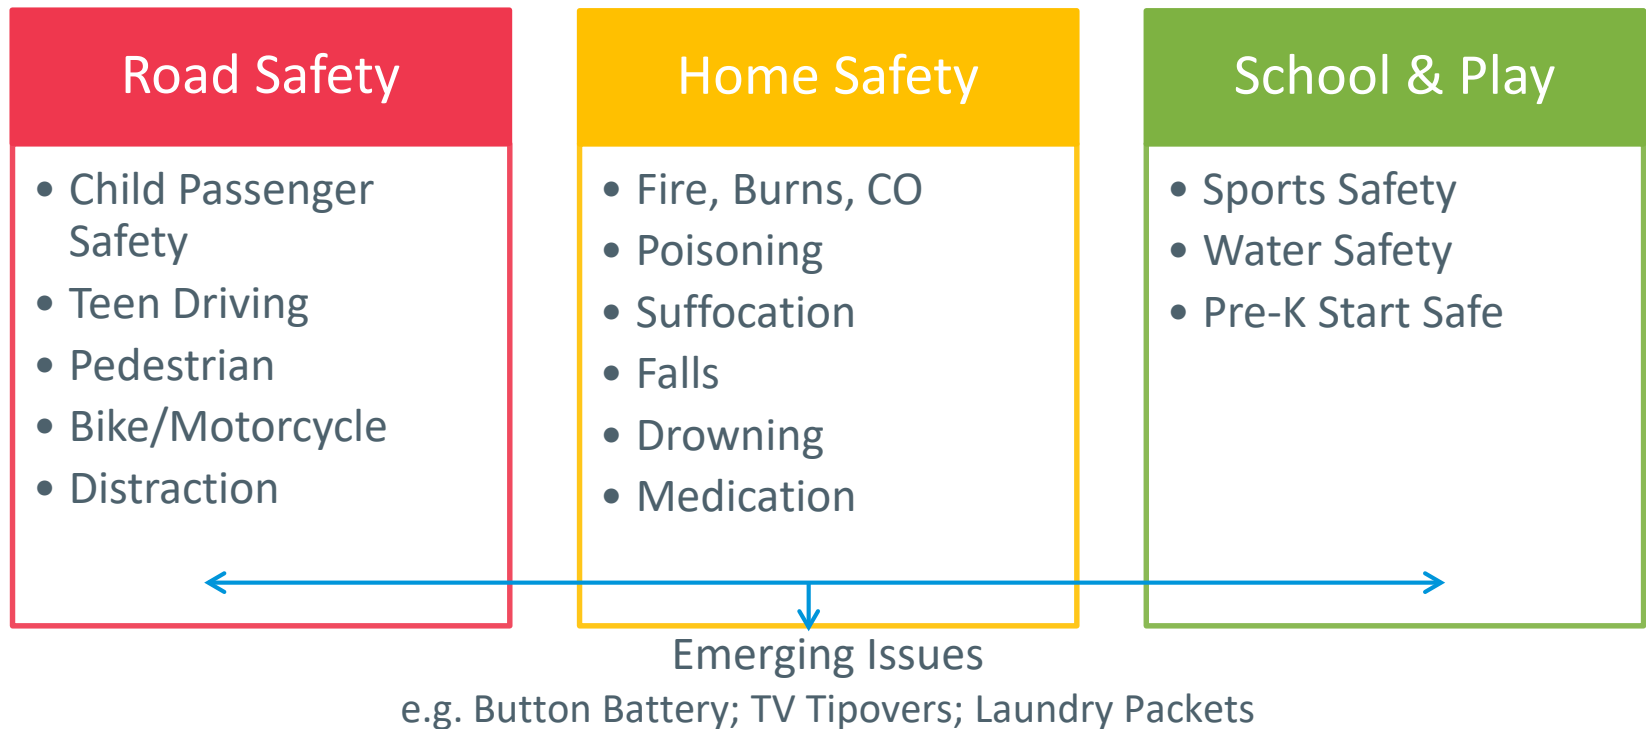 Road Safety
• Child Passenger
Safety
• Teen Driving
• Pedestrian
• Bike/Motorcycle
• Distraction
Home Safety
• Fire, Burns, CO
• Poisoning
• Suffocation
• Falls
• Drowning
• Medication
School & Play
• Sports Safety
• Water Safety
• Pre-K Start Safe
Emerging Issues
e.g. Button Battery; TV Tipovers; Laundry Packets